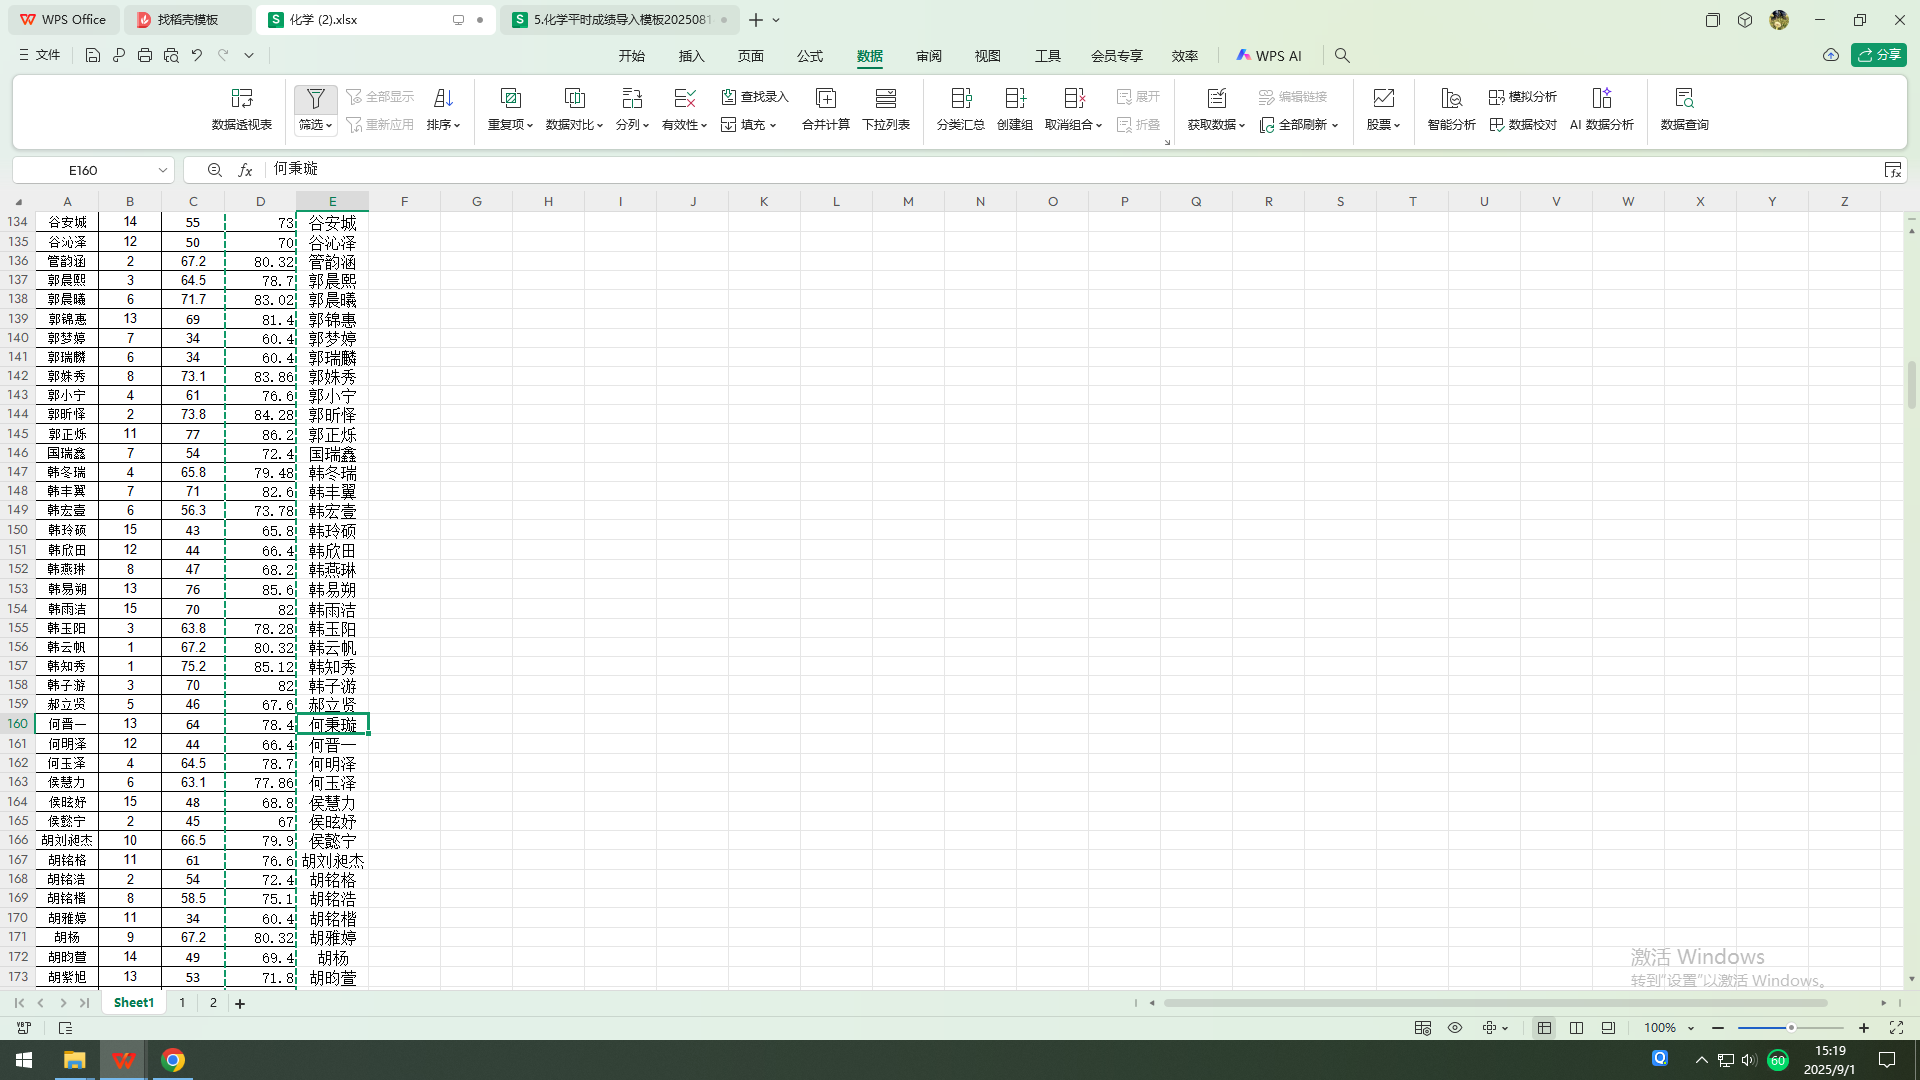 WPS Office 找稻壳模板 化学 (2).xlsx 5.化学平时成绩导入模板2025081
文件 开始 插入 页面 公式 数据 审阅 视图 工具 会员专享 效率 WPS AI 分享
数据透视表 筛选 全部显示 重新应用 排序 重复项 数据对比 分列 有效性 查找录入 填充 合并计算 下拉列表 分类汇总 创建组 取消组合 展开 折叠 获取数据 编辑链接 全部刷新 股票 智能分析 模拟分析 数据校对 AI 数据分析 数据查询
E160 fx 何秉璇
A B C D E F G H I J K L M N O P Q R S T U V W X Y Z
134 谷安城 14 55 73 谷安城
135 谷沁泽 12 50 70 谷沁泽
136 管韵涵 2 67.2 80.32 管韵涵
137 郭晨熙 3 64.5 78.7 郭晨熙
138 郭晨曦 6 71.7 83.02 郭晨曦
139 郭锦惠 13 69 81.4 郭锦惠
140 郭梦婷 7 34 60.4 郭梦婷
141 郭瑞麟 6 34 60.4 郭瑞麟
142 郭姝秀 8 73.1 83.86 郭姝秀
143 郭小宁 4 61 76.6 郭小宁
144 郭昕怿 2 73.8 84.28 郭昕怿
145 郭正烁 11 77 86.2 郭正烁
146 国瑞鑫 7 54 72.4 国瑞鑫
147 韩冬瑞 4 65.8 79.48 韩冬瑞
148 韩丰翼 7 71 82.6 韩丰翼
149 韩宏壹 6 56.3 73.78 韩宏壹
150 韩玲硕 15 43 65.8 韩玲硕
151 韩欣田 12 44 66.4 韩欣田
152 韩燕琳 8 47 68.2 韩燕琳
153 韩易朔 13 76 85.6 韩易朔
154 韩雨洁 15 70 82 韩雨洁
155 韩玉阳 3 63.8 78.28 韩玉阳
156 韩云帆 1 67.2 80.32 韩云帆
157 韩知秀 1 75.2 85.12 韩知秀
158 韩子游 3 70 82 韩子游
159 郝立贤 5 46 67.6 郝立贤
160 何晋一 13 64 78.4 何秉璇
161 何明泽 12 44 66.4 何晋一
162 何玉泽 4 64.5 78.7 何明泽
163 侯慧力 6 63.1 77.86 何玉泽
164 侯昡妤 15 48 68.8 侯慧力
165 侯懿宁 2 45 67 侯昡妤
166 胡刘昶杰 10 66.5 79.9 侯懿宁
167 胡铭格 11 61 76.6 胡刘昶杰
168 胡铭浩 2 54 72.4 胡铭格
169 胡铭楷 8 58.5 75.1 胡铭浩
170 胡雅婷 11 34 60.4 胡铭楷
171 胡杨 9 67.2 80.32 胡雅婷
172 胡昀萱 14 49 69.4 胡杨
173 胡紫旭 13 53 71.8 胡昀萱
激活 Windows
转到"设置"以激活 Windows。
Sheet1 1 2
100%
60 15:19
2025/9/1